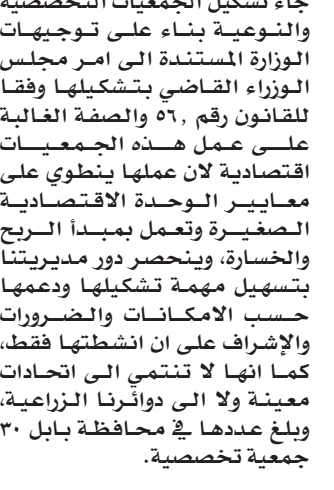 جاء تشكيل الجمعيات التخصصية
والنوعية بناء على توجيهات
الوزارة المستندة الى امر مجلس
الوزراء القاضي بتشكيلها وفقا
للقانون رقم ,٥٦ والصفة الغالبة
على عمل هذه الجمعيات
اقتصادية لان عملها ينطوي على
معايير الوحدة الاقتصادية
الصغيرة وتعمل بمبدأ الربح
والخسارة، وينحصر دور مديريتنا
بتسهيل مهمة تشكيلها ودعمها
حسب الامكانات والضرورات
والإشراف على ان انشطتها فقط،
كما انها لا تنتمي الى اتحادات
معينة ولا الى دوائرنا الزراعية،
وبلغ عددها في محافظة بابل ٣٠
جمعية تخصصية.